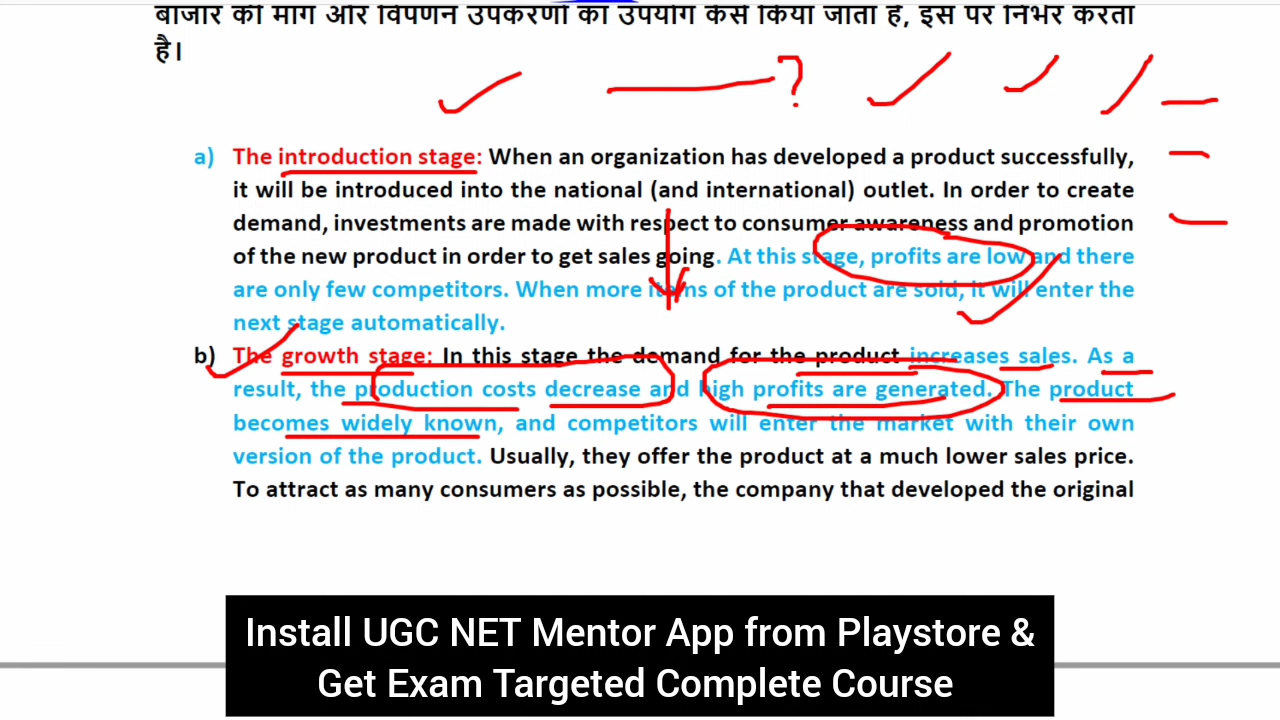 बाजार की मांग और विपणन उपकरणों का उपयोग कैसे किया जाता है, इस पर निर्भर करता
है।
?
a) The introduction stage: When an organization has developed a product successfully,
it will be introduced into the national (and international) outlet. In order to create
demand, investments are made with respect to consumer awareness and promotion
of the new product in order to get sales going. At this stage, profits are low and there
are only few competitors. When more items of the product are sold, it will enter the
next stage automatically.
b) The growth stage: In this stage the demand for the product increases sales. As a
result, the production costs decrease and high profits are generated. The product
becomes widely known, and competitors will enter the market with their own
version of the product. Usually, they offer the product at a much lower sales price.
To attract as many consumers as possible, the company that developed the original
Install UGC NET Mentor App from Playstore &
Get Exam Targeted Complete Course